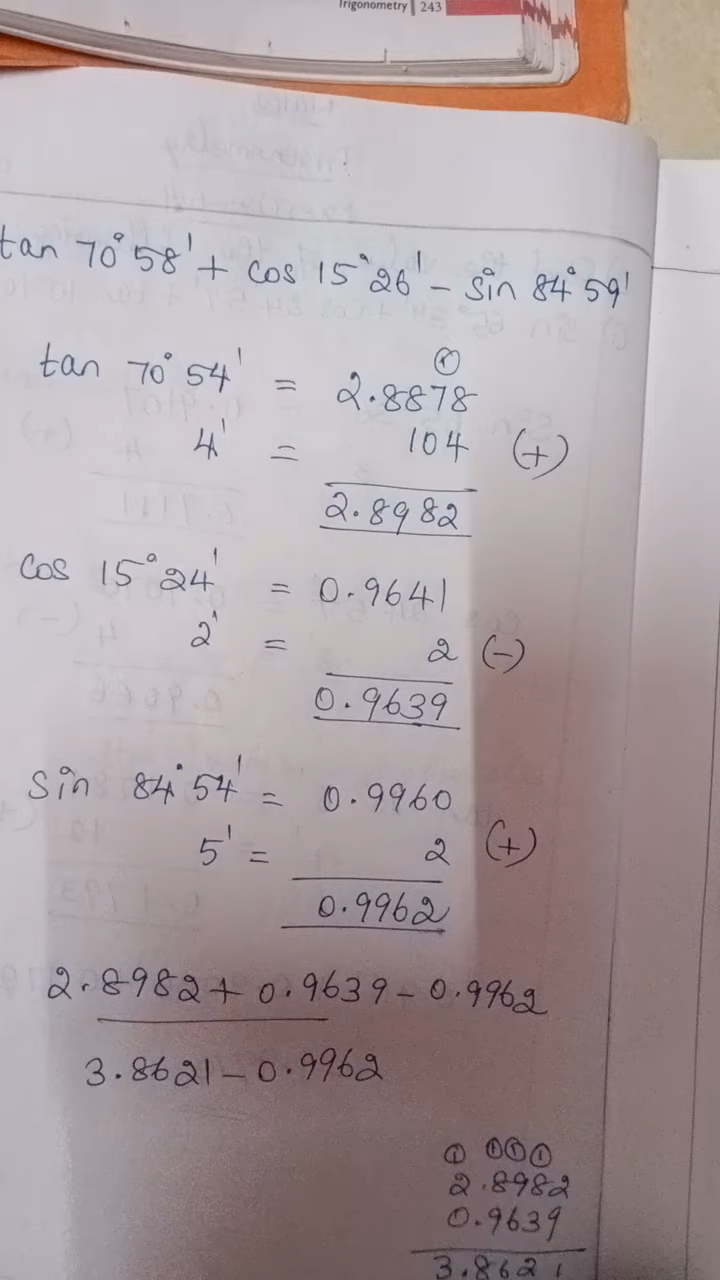 Trigonometry | 243
tan 70°58' + cos 15°26' - sin 84°59'
tan 70°54' = 2.8878
4' = 104 (+)
2.8982
cos 15°24' = 0.9641
2' = 2 (-)
0.9639
sin 84°54' = 0.9960
5' = 2 (+)
0.9962
2.8982 + 0.9639 - 0.9962
3.8621 - 0.9962
① ①①①
2.8982
0.9639
3.8621